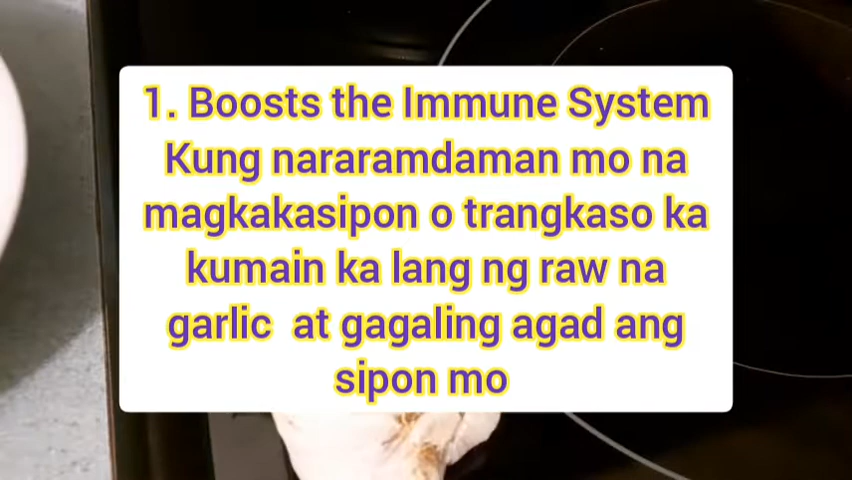 1. Boosts the Immune System
Kung nararamdaman mo na
magkakasipon o trangkaso ka
kumain ka lang ng raw na
garlic  at gagaling agad ang
sipon mo